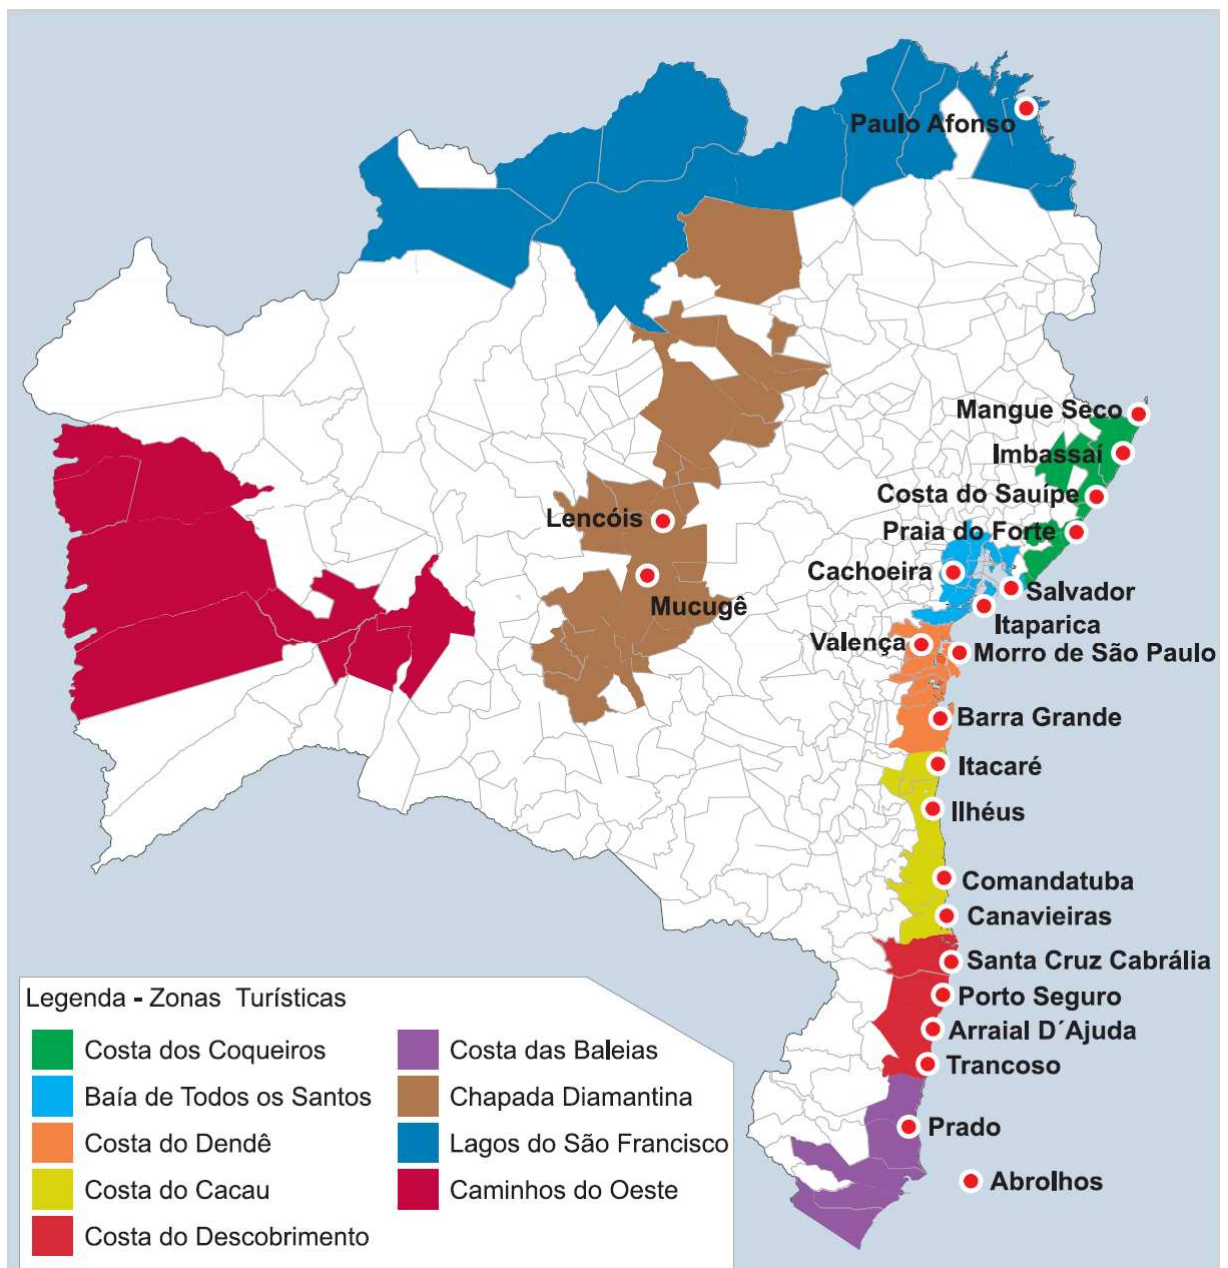 Paulo Afonso
Mangue Seco
Imbassaí
Costa do Sauípe
Lencóis
Praia do Forte
Cachoeira
Salvador
Mucugê
Itaparica
Valença
Morro de São Paulo
Barra Grande
Itacaré
Ilhéus
Comandatuba
Canavieiras
Santa Cruz Cabrália
Porto Seguro
Arraial D´Ajuda
Trancoso
Prado
Abrolhos
Legenda - Zonas Turísticas
Costa dos Coqueiros
Baía de Todos os Santos
Costa do Dendê
Costa do Cacau
Costa do Descobrimento
Costa das Baleias
Chapada Diamantina
Lagos do São Francisco
Caminhos do Oeste